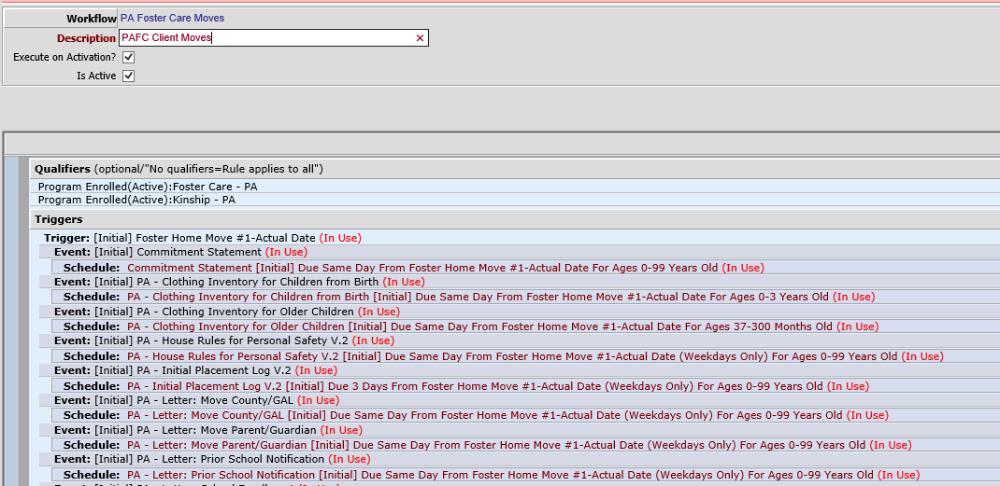 Workflow PA Foster Care Moves
Description PAFC Client Moves
Execute on Activation?
Is Active
Qualifiers (optional/"No qualifiers=Rule applies to all")
Program Enrolled(Active):Foster Care - PA
Program Enrolled(Active):Kinship - PA
Triggers
Trigger: [Initial] Foster Home Move #1-Actual Date (In Use)
Event: [Initial] Commitment Statement (In Use)
Schedule: Commitment Statement [Initial] Due Same Day From Foster Home Move #1-Actual Date For Ages 0-99 Years Old (In Use)
Event: [Initial] PA - Clothing Inventory for Children from Birth (In Use)
Schedule: PA - Clothing Inventory for Children from Birth [Initial] Due Same Day From Foster Home Move #1-Actual Date For Ages 0-3 Years Old (In Use)
Event: [Initial] PA - Clothing Inventory for Older Children (In Use)
Schedule: PA - Clothing Inventory for Older Children [Initial] Due Same Day From Foster Home Move #1-Actual Date For Ages 37-300 Months Old (In Use)
Event: [Initial] PA - House Rules for Personal Safety V.2 (In Use)
Schedule: PA - House Rules for Personal Safety V.2 [Initial] Due Same Day From Foster Home Move #1-Actual Date (Weekdays Only) For Ages 0-99 Years Old (In Use)
Event: [Initial] PA - Initial Placement Log V.2 (In Use)
Schedule: PA - Initial Placement Log V.2 [Initial] Due 3 Days From Foster Home Move #1-Actual Date (Weekdays Only) For Ages 0-99 Years Old (In Use)
Event: [Initial] PA - Letter: Move County/GAL (In Use)
Schedule: PA - Letter: Move County/GAL [Initial] Due Same Day From Foster Home Move #1-Actual Date (Weekdays Only) For Ages 0-99 Years Old (In Use)
Event: [Initial] PA - Letter: Move Parent/Guardian (In Use)
Schedule: PA - Letter: Move Parent/Guardian [Initial] Due Same Day From Foster Home Move #1-Actual Date (Weekdays Only) For Ages 0-99 Years Old (In Use)
Event: [Initial] PA - Letter: Prior School Notification (In Use)
Schedule: PA - Letter: Prior School Notification [Initial] Due Same Day From Foster Home Move #1-Actual Date (Weekdays Only) For Ages 0-99 Years Old (In Use)